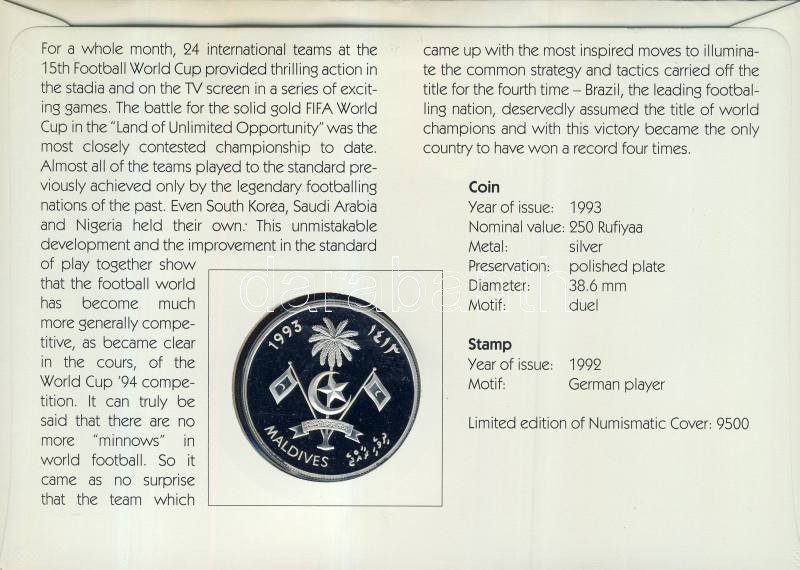 For a whole month, 24 international teams at the
15th Football World Cup provided thrilling action in
the stadia and on the TV screen in a series of excit-
ing games. The battle for the solid gold FIFA World
Cup in the "Land of Unlimited Opportunity" was the
most closely contested championship to date.
Almost all of the teams played to the standard pre-
viously achieved only by the legendary footballing
nations of the past. Even South Korea, Saudi Arabia
and Nigeria held their own. This unmistakable
development and the improvement in the standard
of play together show
that the football world
has become much
more generally compe-
titive, as became clear
in the cours, of the
World Cup '94 compe-
tition. It can truly be
said that there are no
more "minnows" in
world football. So it
came as no surprise
that the team which
came up with the most inspired moves to illumina-
te the common strategy and tactics carried off the
title for the fourth time – Brazil, the leading footbal-
ling nation, deservedly assumed the title of world
champions and with this victory became the only
country to have won a record four times.
Coin
Year of issue: 1993
Nominal value: 250 Rufiyaa
Metal: silver
Preservation: polished plate
Diameter: 38.6 mm
Motif: duel
Stamp
Year of issue: 1992
Motif: German player
Limited edition of Numismatic Cover: 9500
1993 ١٤١٣
MALDIVES
darabanth